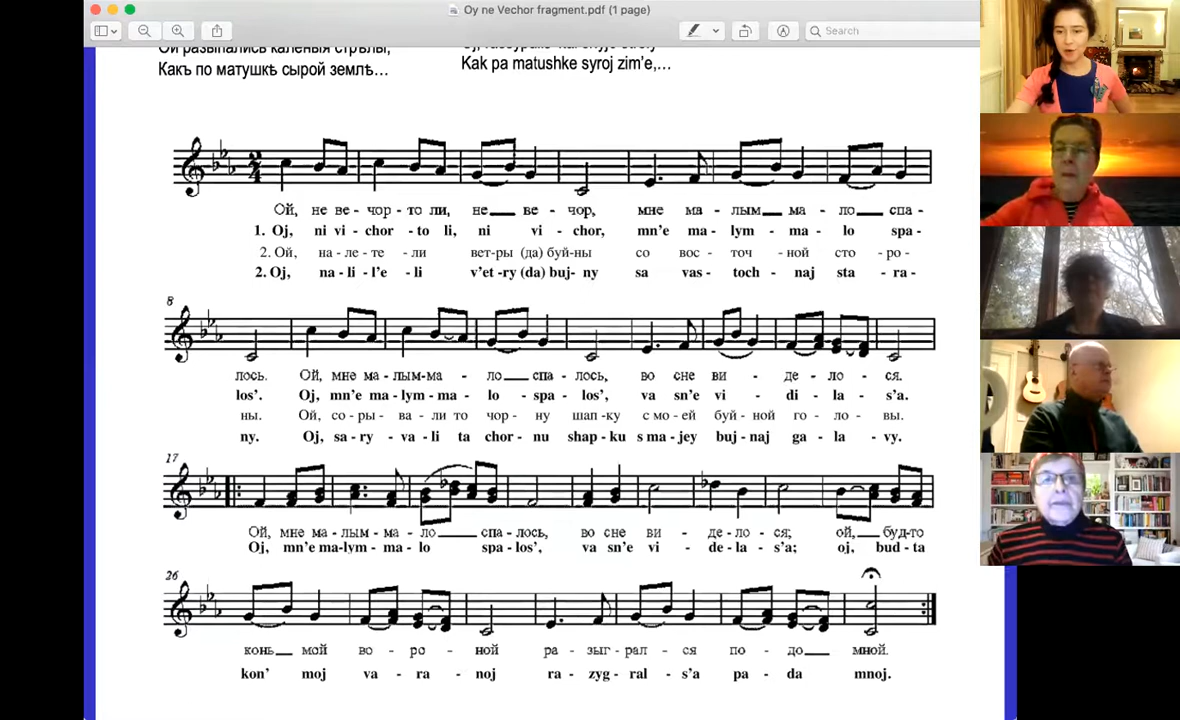 Oy ne Vechor fragment.pdf (1 page)
Search
Ой разыпались калёныя стрѣлы,
Какъ по матушкѣ сырой землѣ...
Kak pa matushke syroj zim'e,...
2/4
Ой, не ве - чор - то ли, не ве - чор, мне ма - лым ма - ло спа -
1. Oj, ni vi - chor - to li, ni vi - chor, mn'e ma - lym - ma - lo spa -
2. Ой, на - ле - те - ли вет-ры (да) буй-ны со вос - точ - ной сто - ро -
2. Oj, na - li - l'e - li v'et -ry (da) buj- ny sa vas - toch - naj sta - ra -
8
лось. Ой, мне ма - лым-ма - ло спа - лось, во сне ви - де - ло - ся.
los'. Oj, mn'e ma - lym - ma - lo - spa - los', va sn'e vi - di - la - s'a.
ны. Ой, со - ры - ва - ли то чор - ну шап - ку с мо - ей буй - ной го - ло - вы.
ny. Oj, sa - ry - va - li ta chor - nu shap - ku s ma - jey buj - naj ga - la - vy.
17
Ой, мне ма - лым - ма - ло спа - лось, во сне ви - де - ло - ся; ой, буд-то
Oj, mn'e ma-lym - ma - lo spa - los', va sn'e vi - de - la - s'a; oj, bud - ta
26
конь мой во - ро - ной ра - зыг - рал - ся по - до мной.
kon' moj va - ra - noj ra - zyg - ral - s'a pa - da mnoj.